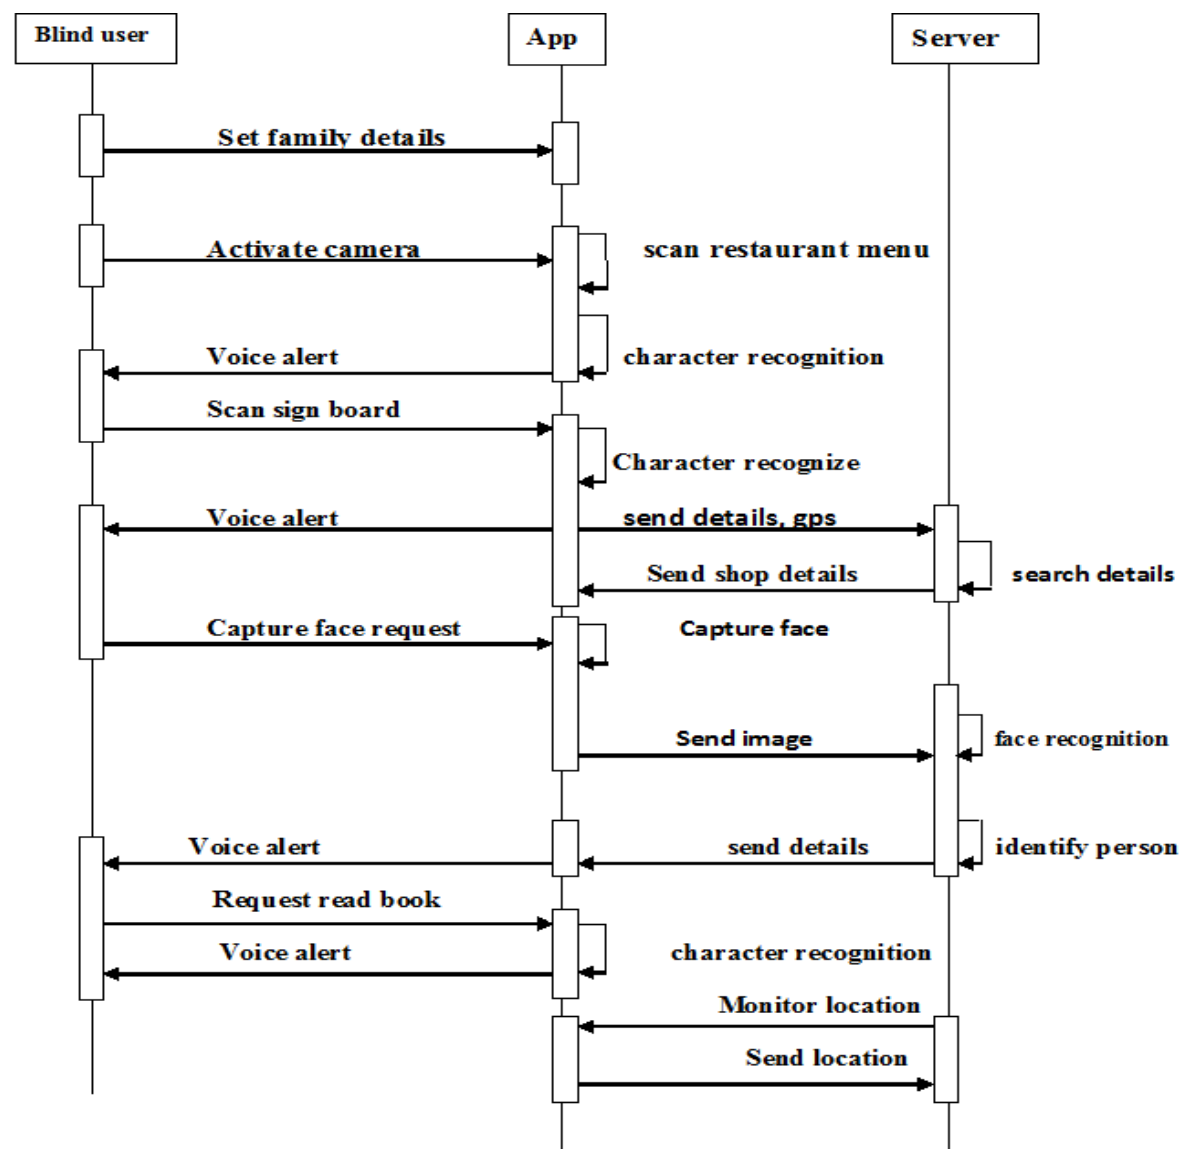 Blind user
App
Server
Set family details
Activate camera
scan restaurant menu
Voice alert
character recognition
Scan sign board
Character recognize
Voice alert
send details, gps
Send shop details
search details
Capture face request
Capture face
Send image
face recognition
Voice alert
send details
identify person
Request read book
Voice alert
character recognition
Monitor location
Send location